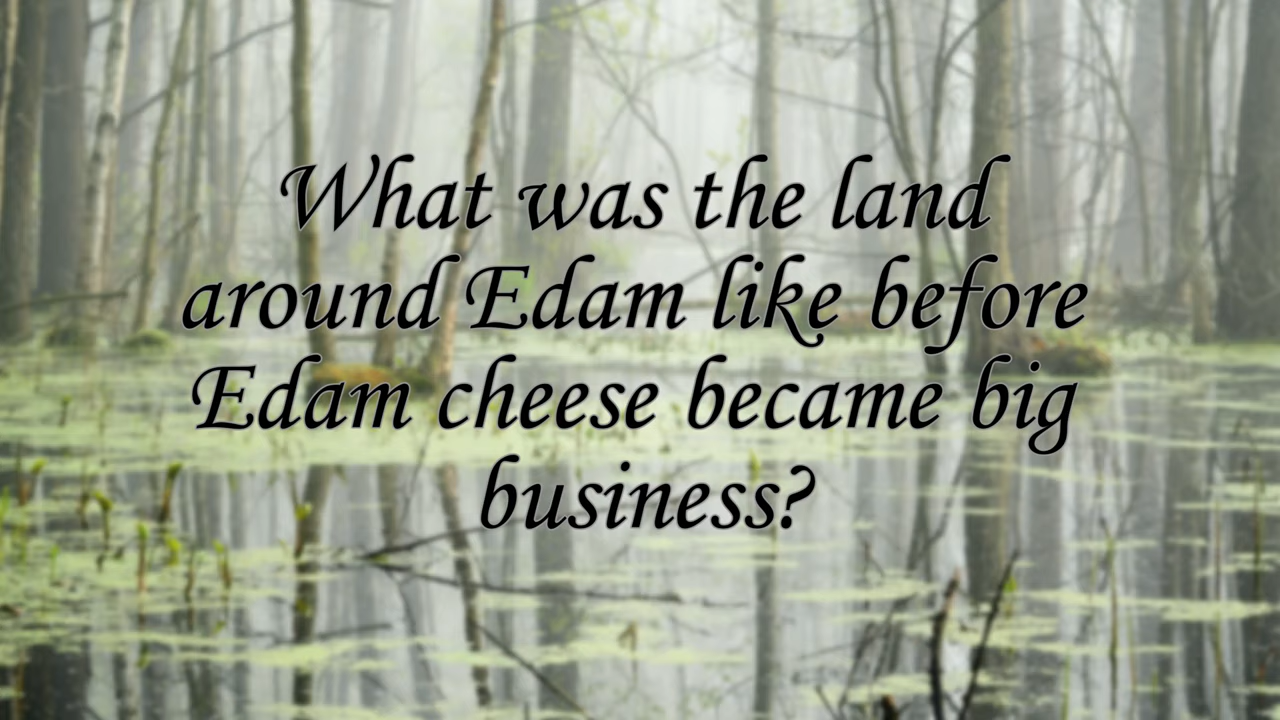 What was the land
around Edam like before
Edam cheese became big
business?